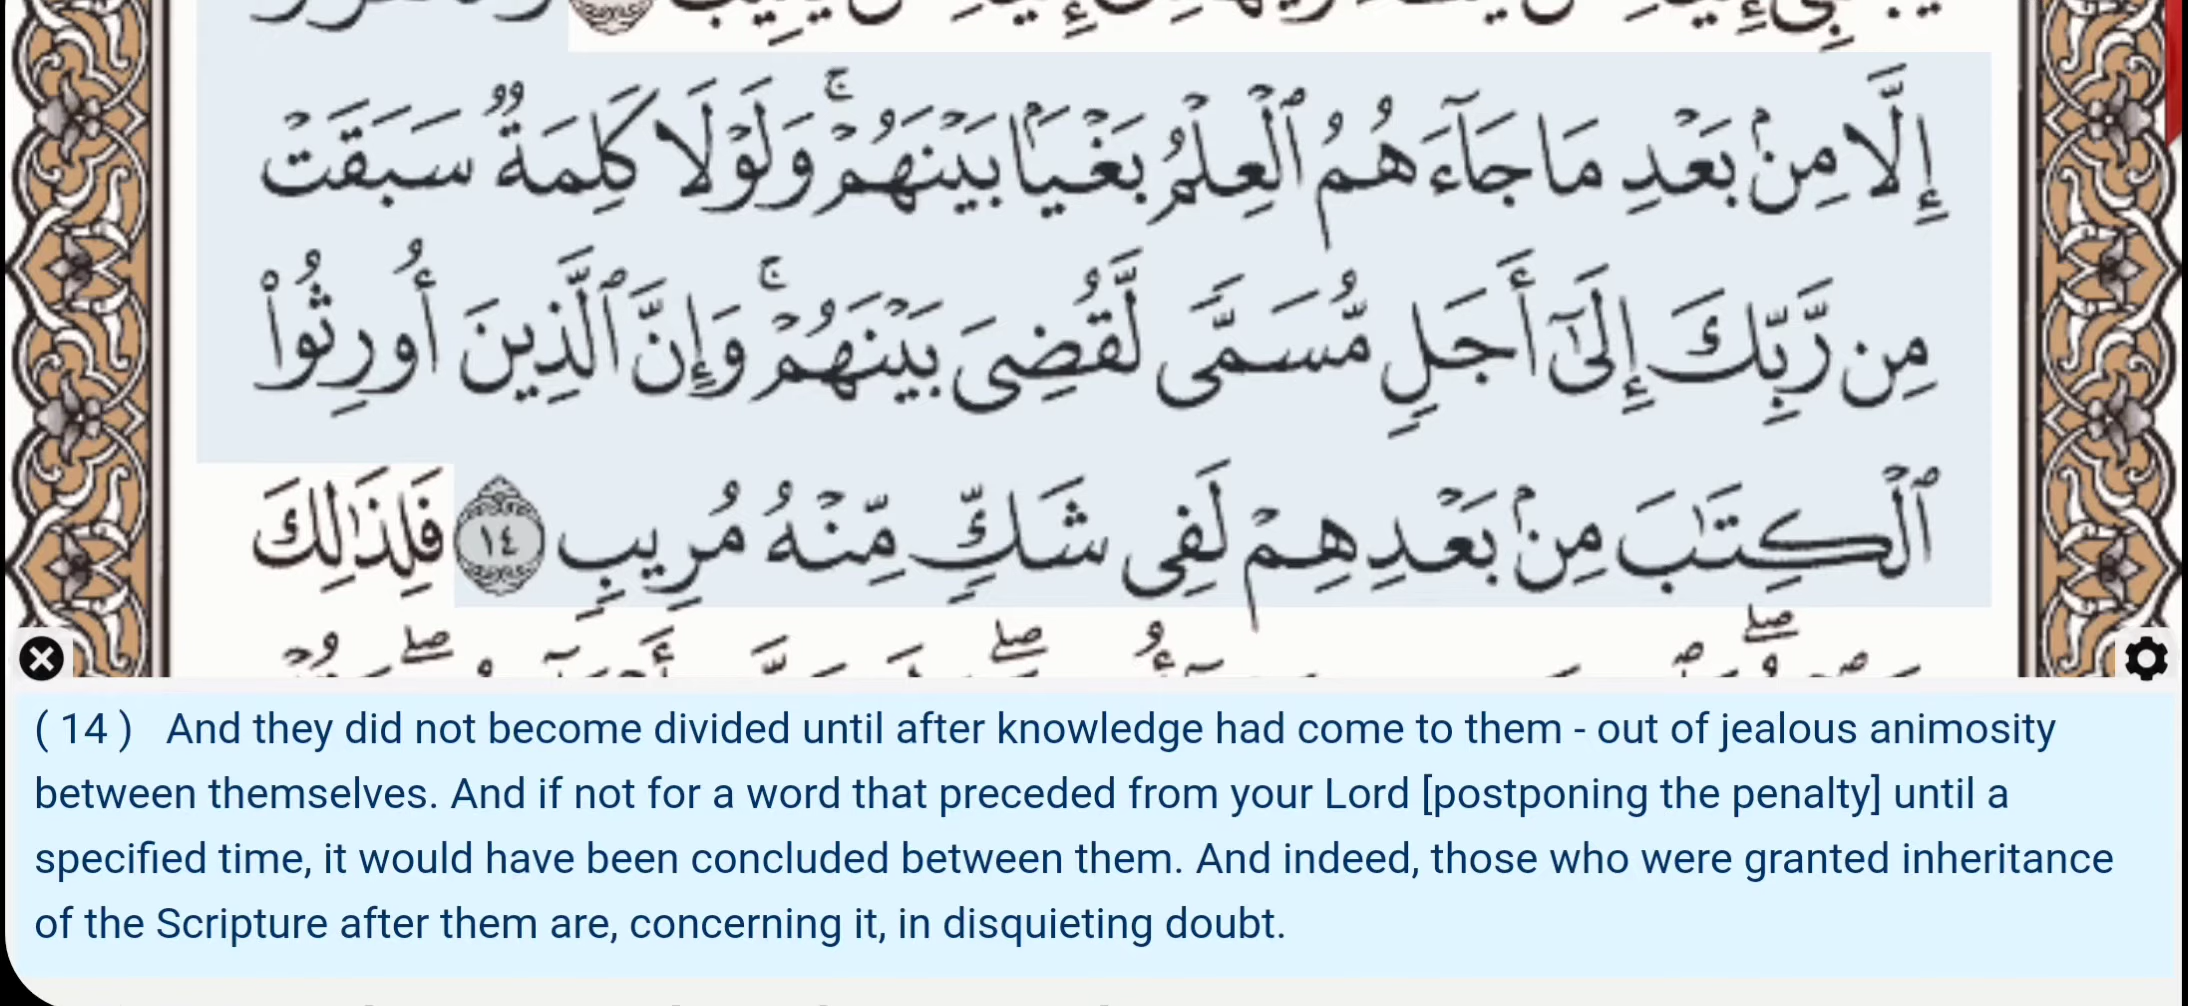 إِلَّا مِنۢ بَعْدِ مَا جَآءَهُمُ ٱلْعِلْمُ بَغْيَۢا بَيْنَهُمْۚ وَلَوْلَا كَلِمَةٌ سَبَقَتْ
مِن رَّبِّكَ إِلَىٰٓ أَجَلٍ مُّسَمًّى لَّقُضِىَ بَيْنَهُمْۚ وَإِنَّ ٱلَّذِينَ أُورِثُوا۟
ٱلْكِتَٰبَ مِنۢ بَعْدِهِمْ لَفِى شَكٍّ مِّنْهُ مُرِيبٍ ١٤ فَلِذَٰلِكَ
( 14 ) And they did not become divided until after knowledge had come to them - out of jealous animosity
between themselves. And if not for a word that preceded from your Lord [postponing the penalty] until a
specified time, it would have been concluded between them. And indeed, those who were granted inheritance
of the Scripture after them are, concerning it, in disquieting doubt.